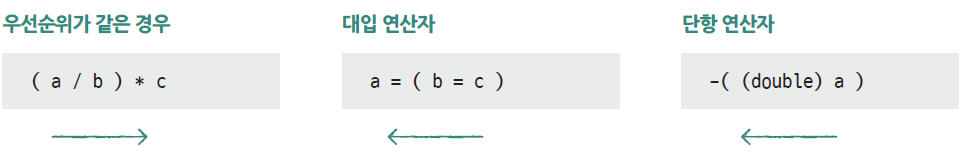 우선순위가 같은 경우
( a / b ) * c
대입 연산자
a = ( b = c )
단항 연산자
-( (double) a )